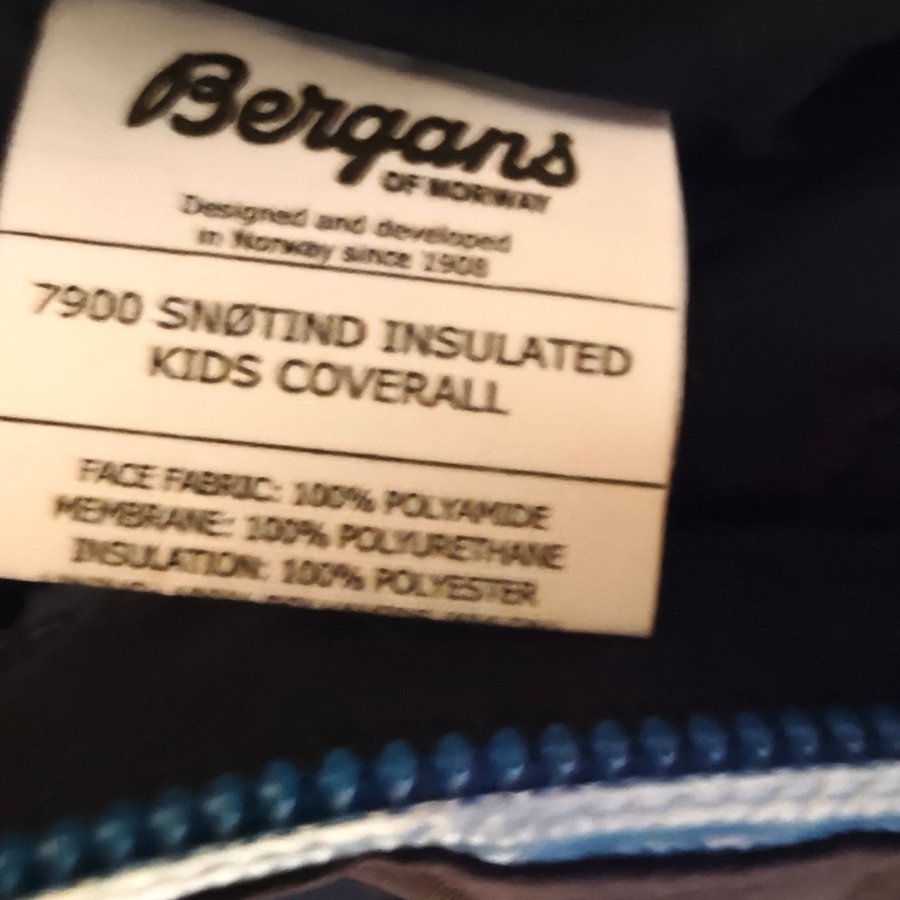 Bergans
OF NORWAY
Designed and developed
in Norway since 1908
7900 SNØTIND INSULATED
KIDS COVERALL
FACE FABRIC: 100% POLYAMIDE
MEMBRANE: 100% POLYURETHANE
INSULATION: 100% POLYESTER